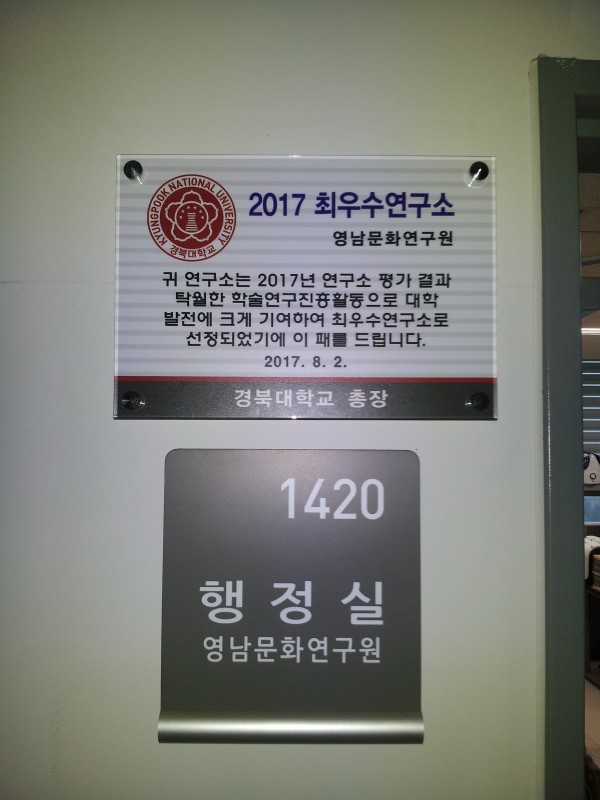 KYUNGPOOK NATIONAL UNIVERSITY
경북대학교
2017 최우수연구소
영남문화연구원
귀 연구소는 2017년 연구소 평가 결과
탁월한 학술연구진흥활동으로 대학
발전에 크게 기여하여 최우수연구소로
선정되었기에 이 패를 드립니다.
2017. 8. 2.
경북대학교 총장
1420
행정실
영남문화연구원